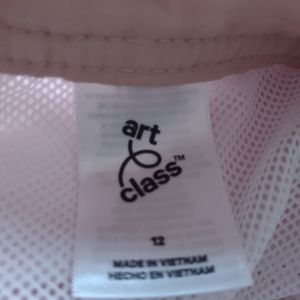 art
class™
12
MADE IN VIETNAM
HECHO EN VIETNAM